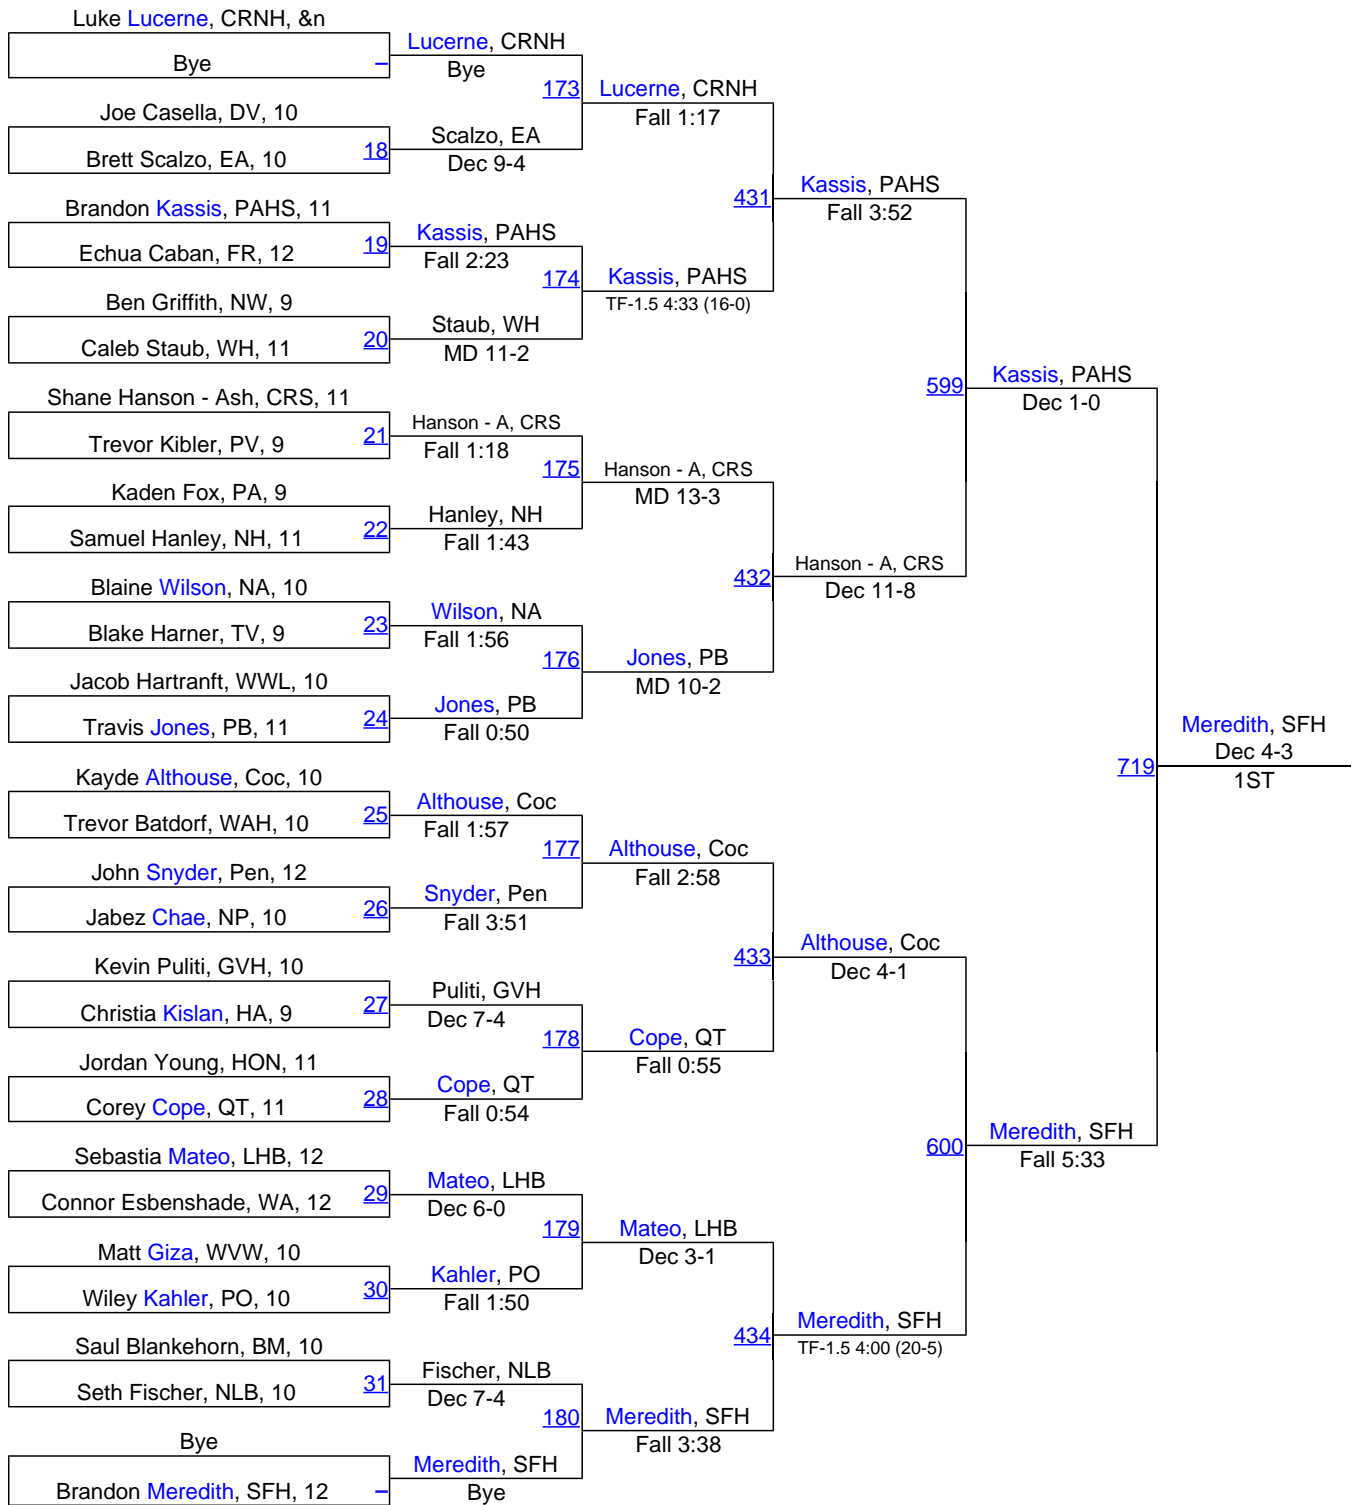 Luke Lucerne, CRNH, &n
Bye
–
Joe Casella, DV, 10
Brett Scalzo, EA, 10
18
Brandon Kassis, PAHS, 11
Echua Caban, FR, 12
19
Ben Griffith, NW, 9
Caleb Staub, WH, 11
20
Shane Hanson - Ash, CRS, 11
Trevor Kibler, PV, 9
21
Kaden Fox, PA, 9
Samuel Hanley, NH, 11
22
Blaine Wilson, NA, 10
Blake Harner, TV, 9
23
Jacob Hartranft, WWL, 10
Travis Jones, PB, 11
24
Kayde Althouse, Coc, 10
Trevor Batdorf, WAH, 10
25
John Snyder, Pen, 12
Jabez Chae, NP, 10
26
Kevin Puliti, GVH, 10
Christia Kislan, HA, 9
27
Jordan Young, HON, 11
Corey Cope, QT, 11
28
Sebastia Mateo, LHB, 12
Connor Esbenshade, WA, 12
29
Matt Giza, WVW, 10
Wiley Kahler, PO, 10
30
Saul Blankehorn, BM, 10
Seth Fischer, NLB, 10
31
Bye
Brandon Meredith, SFH, 12
–
Lucerne, CRNH
Bye
173
Scalzo, EA
Dec 9-4
Kassis, PAHS
Fall 2:23
174
Staub, WH
MD 11-2
Hanson - A, CRS
Fall 1:18
175
Hanley, NH
Fall 1:43
Wilson, NA
Fall 1:56
176
Jones, PB
Fall 0:50
Althouse, Coc
Fall 1:57
177
Snyder, Pen
Fall 3:51
Puliti, GVH
Dec 7-4
178
Cope, QT
Fall 0:54
Mateo, LHB
Dec 6-0
179
Kahler, PO
Fall 1:50
Fischer, NLB
Dec 7-4
180
Meredith, SFH
Bye
Lucerne, CRNH
Fall 1:17
431
Kassis, PAHS
TF-1.5 4:33 (16-0)
Hanson - A, CRS
MD 13-3
432
Jones, PB
MD 10-2
Althouse, Coc
Fall 2:58
433
Cope, QT
Fall 0:55
Mateo, LHB
Dec 3-1
434
Meredith, SFH
Fall 3:38
Kassis, PAHS
Fall 3:52
599
Hanson - A, CRS
Dec 11-8
Althouse, Coc
Dec 4-1
600
Meredith, SFH
TF-1.5 4:00 (20-5)
Kassis, PAHS
Dec 1-0
719
Meredith, SFH
Fall 5:33
Meredith, SFH
Dec 4-3
1ST